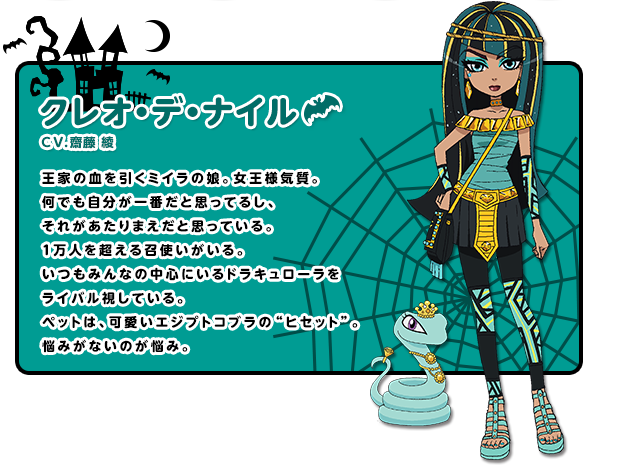 クレオ・デ・ナイル
CV.齋藤 綾
王家の血を引くミイラの娘。女王様気質。
何でも自分が一番だと思ってるし、
それがあたりまえだと思っている。
1万人を超える召使いがいる。
いつもみんなの中心にいるドラキュローラを
ライバル視している。
ペットは、可愛いエジプトコブラの“ヒセット”。
悩みがないのが悩み。